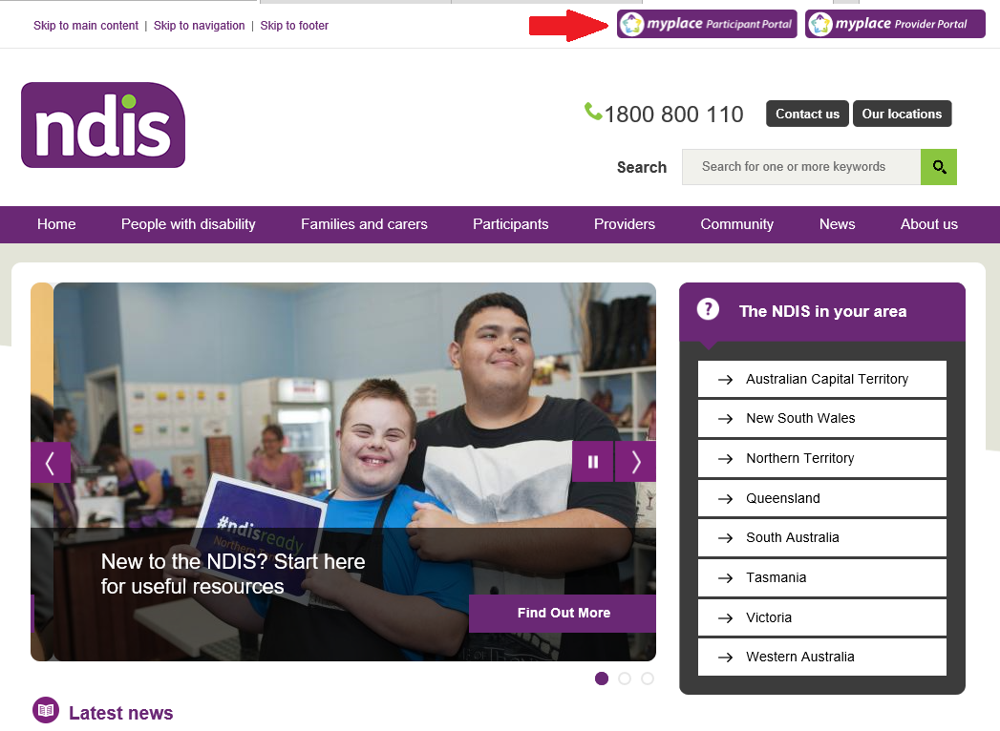 Skip to main content | Skip to navigation | Skip to footer
myplace Participant Portal
myplace Provider Portal
ndis
1800 800 110
Contact us
Our locations
Search
Search for one or more keywords
Home
People with disability
Families and carers
Participants
Providers
Community
News
About us
#ndisready
New to the NDIS? Start here
for useful resources
Find Out More
?
The NDIS in your area
Australian Capital Territory
New South Wales
Northern Territory
Queensland
South Australia
Tasmania
Victoria
Western Australia
Latest news